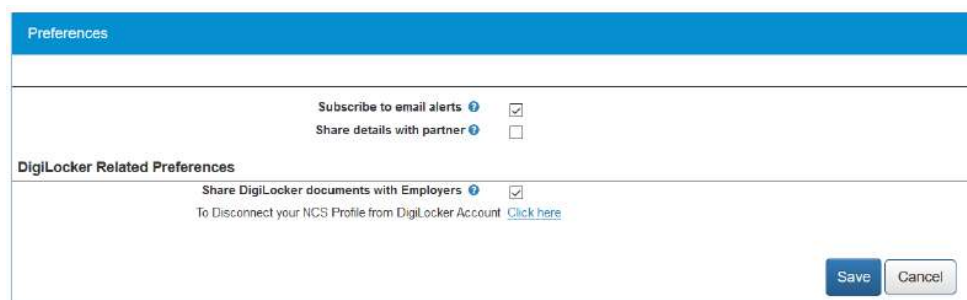 Preferences
Subscribe to email alerts
Share details with partner
DigiLocker Related Preferences
Share DigiLocker documents with Employers
To Disconnect your NCS Profile from DigiLocker Account Click here
Save Cancel